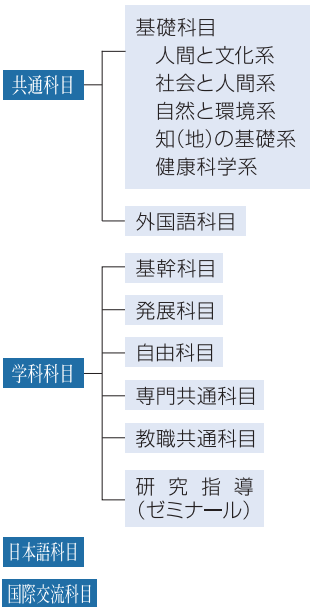 共通科目
基礎科目
人間と文化系
社会と人間系
自然と環境系
知(地)の基礎系
健康科学系
外国語科目
学科科目
基幹科目
発展科目
自由科目
専門共通科目
教職共通科目
研究指導
(ゼミナール)
日本語科目
国際交流科目